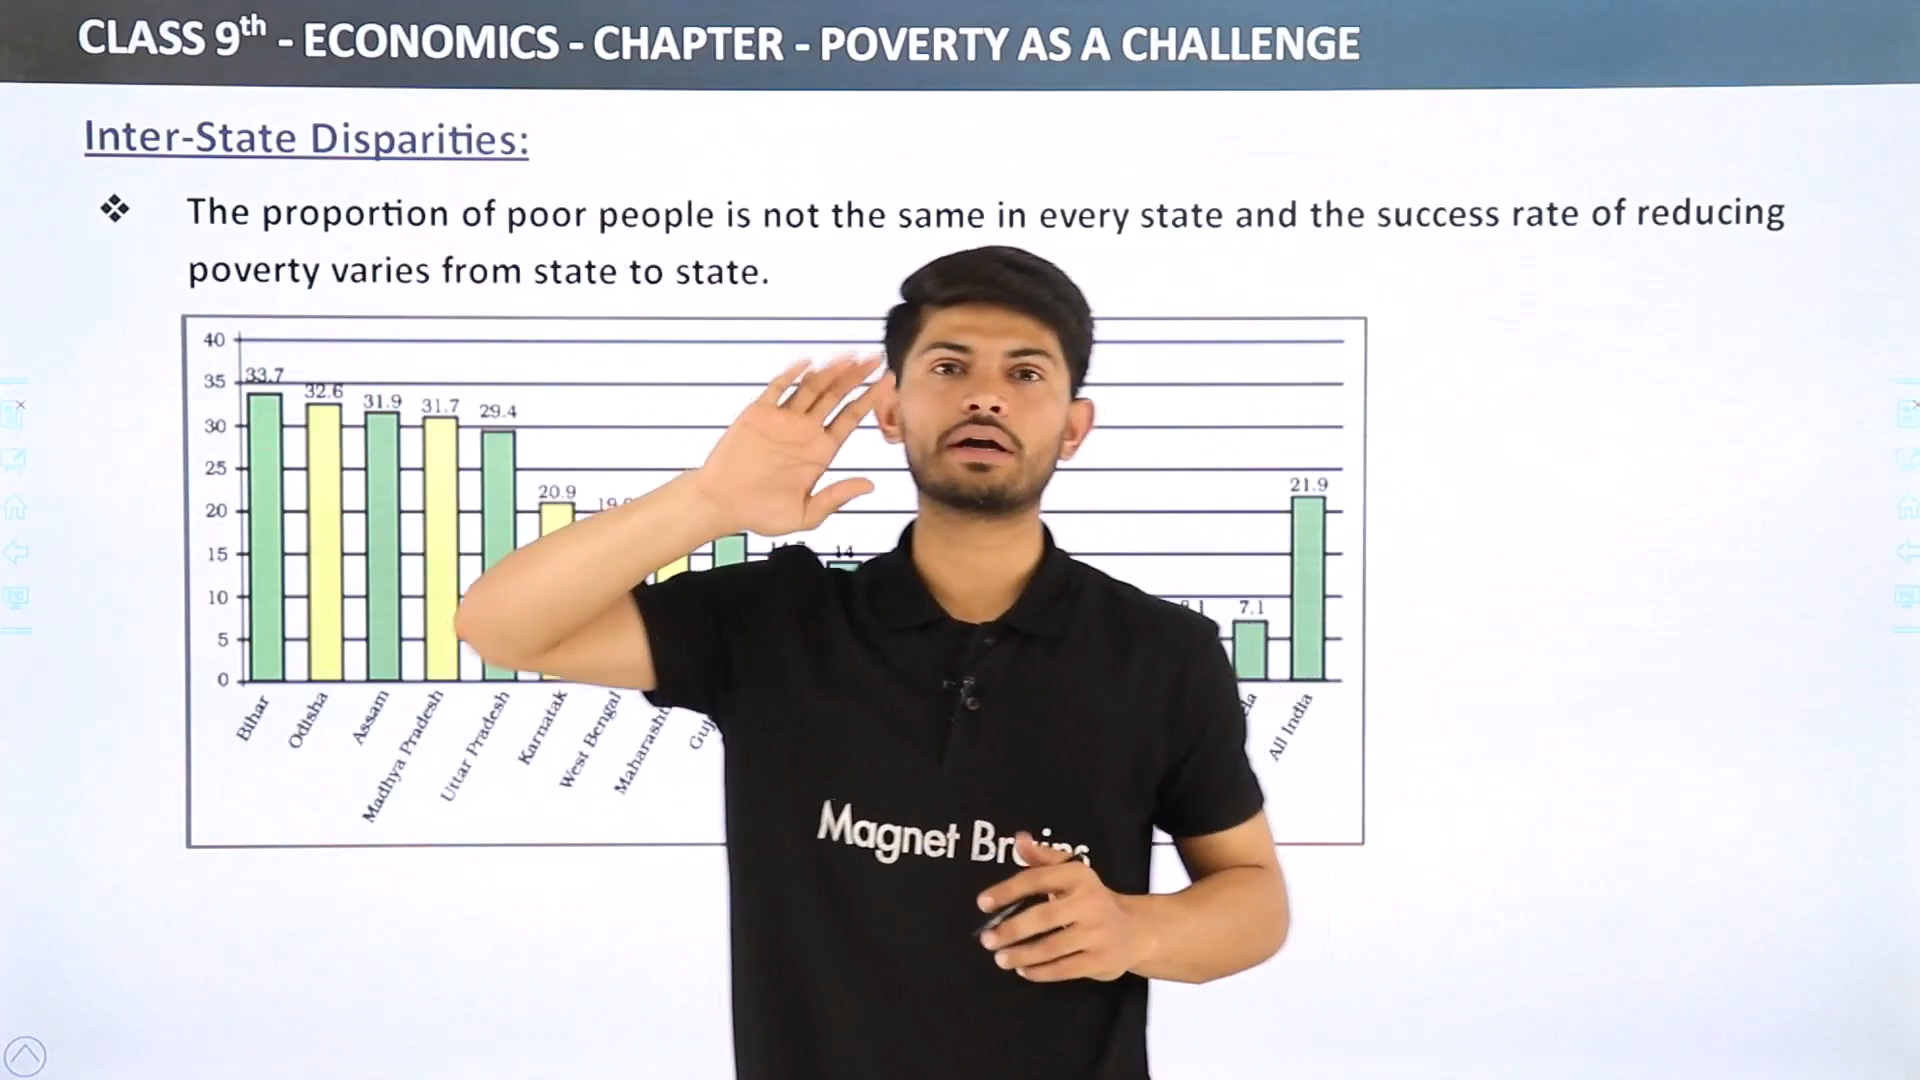 CLASS 9th - ECONOMICS - CHAPTER - POVERTY AS A CHALLENGE
Inter-State Disparities:
❖ The proportion of poor people is not the same in every state and the success rate of reducing
poverty varies from state to state.
40
35
30
25
20
15
10
5
0
33.7
32.6
31.9
31.7
29.4
20.9
14
7.1
21.9
Bihar
Odisha
Assam
Madhya Pradesh
Uttar Pradesh
Karnatak
West Bengal
All India
Magnet Brains